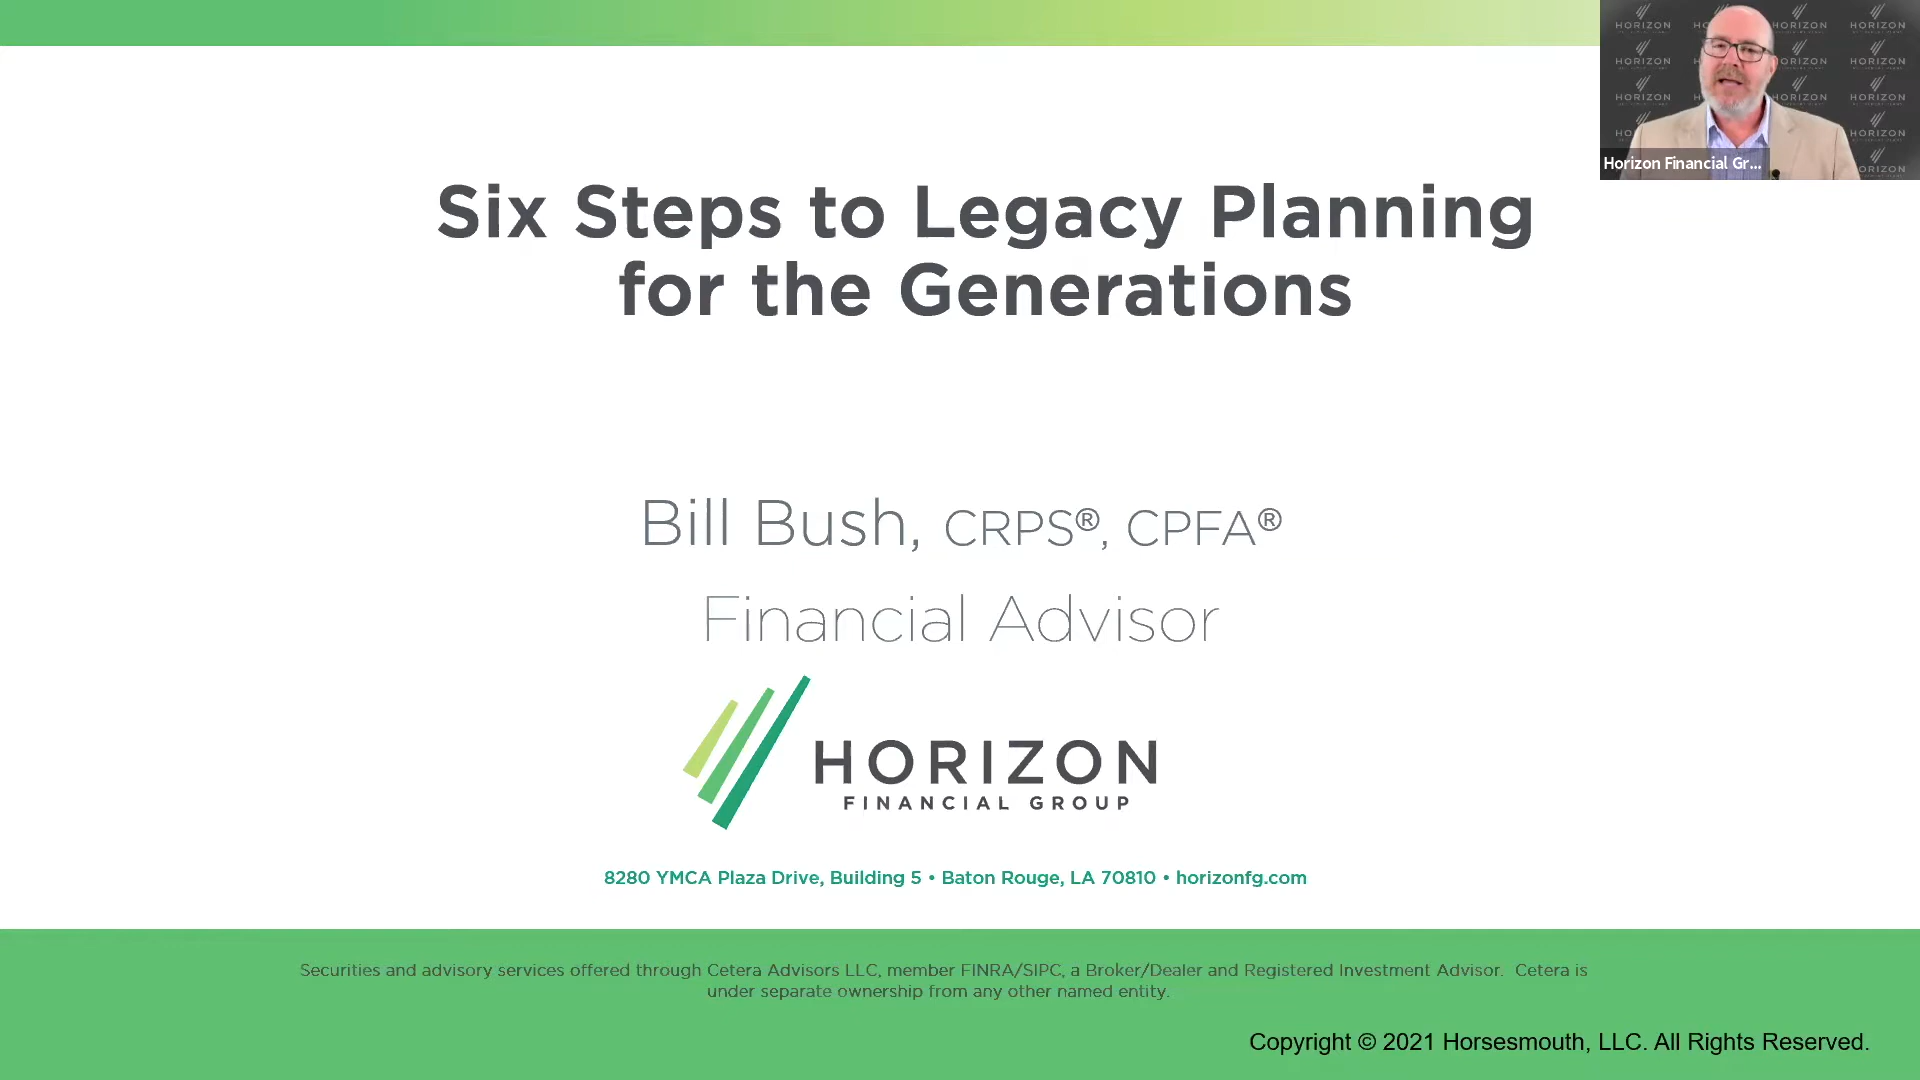 HORIZON HORIZON HORIZON
HORIZON HORIZON HORIZON
HORIZON HORIZON HORIZON
HORIZON
HORIZON
Horizon Financial Gr...
Six Steps to Legacy Planning
for the Generations
Bill Bush, CRPS®, CPFA®
Financial Advisor
HORIZON
FINANCIAL GROUP
8280 YMCA Plaza Drive, Building 5 • Baton Rouge, LA 70810 • horizonfg.com
Securities and advisory services offered through Cetera Advisors LLC, member FINRA/SIPC, a Broker/Dealer and Registered Investment Advisor. Cetera is
under separate ownership from any other named entity.
Copyright © 2021 Horsesmouth, LLC. All Rights Reserved.